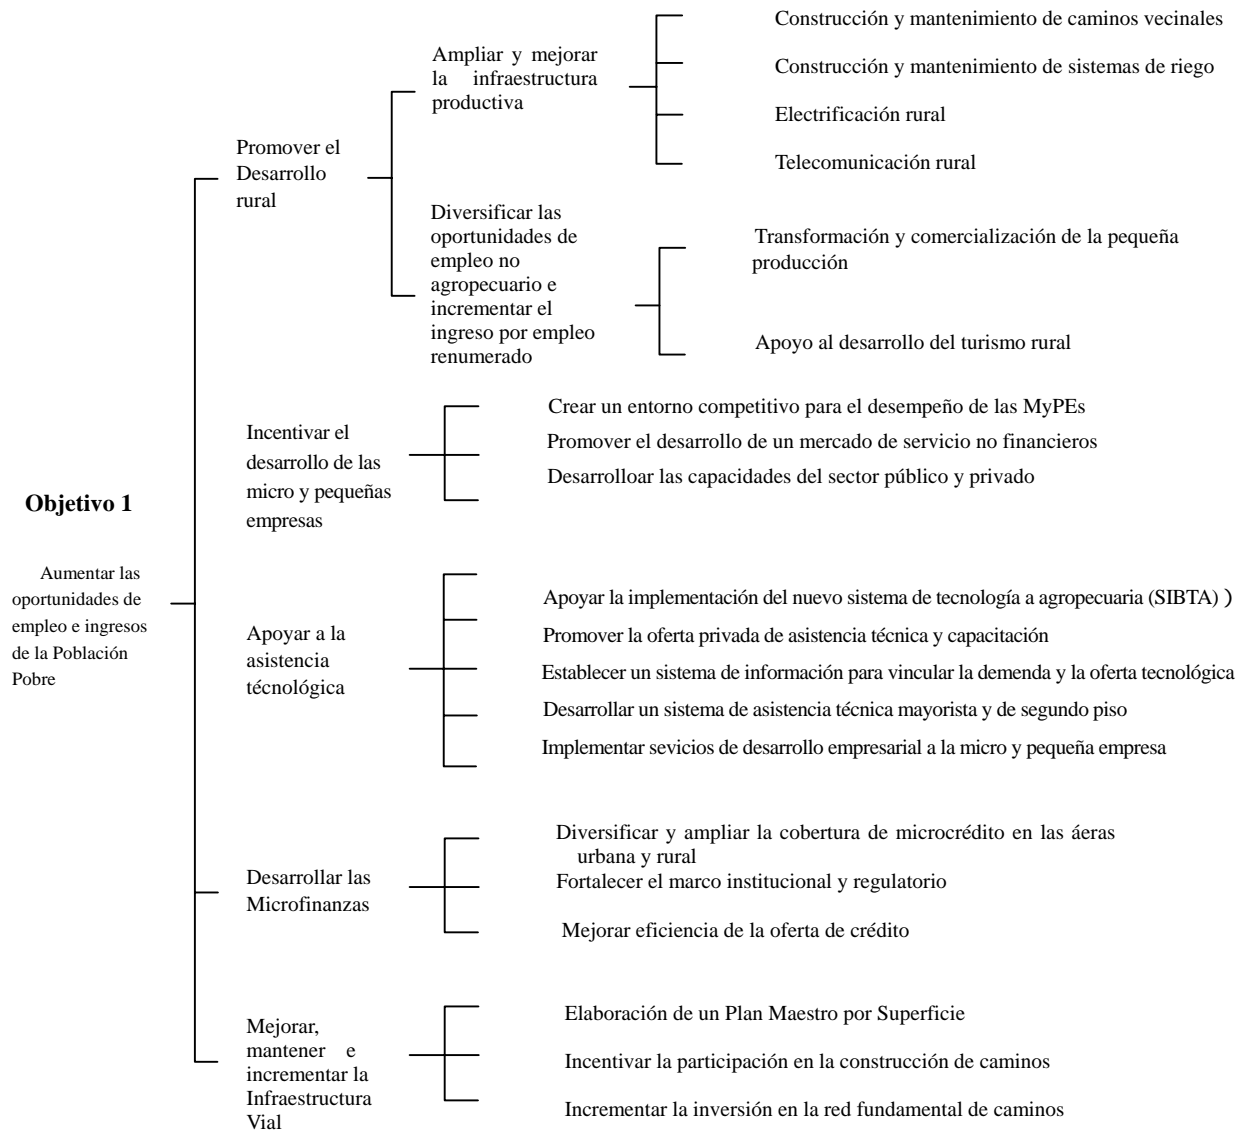 Objetivo 1
Aumentar las
oportunidades de
empleo e ingresos
de la Población
Pobre
Promover el
Desarrollo
rural
Ampliar y mejorar
la infraestructura
productiva
Construcción y mantenimiento de caminos vecinales
Construcción y mantenimiento de sistemas de riego
Electrificación rural
Telecomunicación rural
Diversificar las
oportunidades de
empleo no
agropecuario e
incrementar el
ingreso por empleo
renumerado
Transformación y comercialización de la pequeña
producción
Apoyo al desarrollo del turismo rural
Incentivar el
desarrollo de las
micro y pequeñas
empresas
Crear un entorno competitivo para el desempeño de las MyPEs
Promover el desarrollo de un mercado de servicio no financieros
Desarrolloar las capacidades del sector público y privado
Apoyar a la
asistencia
técnológica
Apoyar la implementación del nuevo sistema de tecnología a agropecuaria (SIBTA) )
Promover la oferta privada de asistencia técnica y capacitación
Establecer un sistema de información para vincular la demenda y la oferta tecnológica
Desarrollar un sistema de asistencia técnica mayorista y de segundo piso
Implementar sevicios de desarrollo empresarial a la micro y pequeña empresa
Desarrollar las
Microfinanzas
Diversificar y ampliar la cobertura de microcrédito en las áeras
urbana y rural
Fortalecer el marco institucional y regulatorio
Mejorar eficiencia de la oferta de crédito
Mejorar,
mantener e
incrementar la
Infraestructura
Vial
Elaboración de un Plan Maestro por Superficie
Incentivar la participación en la construcción de caminos
Incrementar la inversión en la red fundamental de caminos